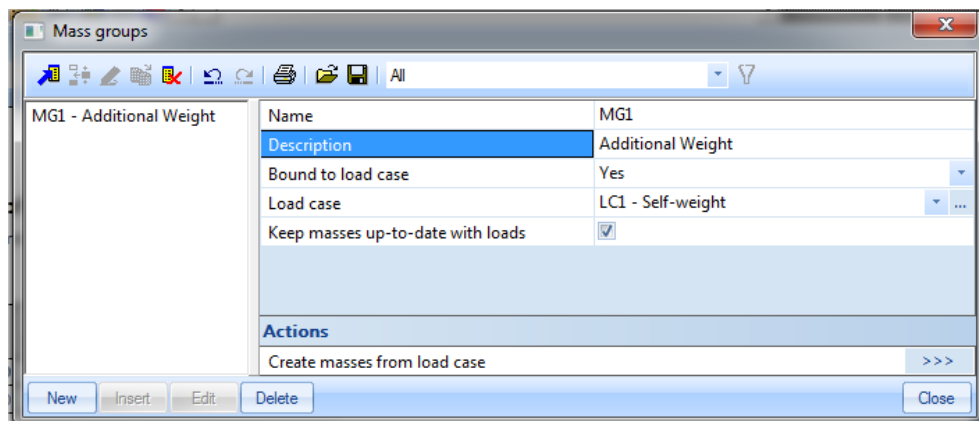 Mass groups
All
MG1 - Additional Weight
Name MG1
Description Additional Weight
Bound to load case Yes
Load case LC1 - Self-weight ...
Keep masses up-to-date with loads
Actions
Create masses from load case >>>
New Insert Edit Delete Close